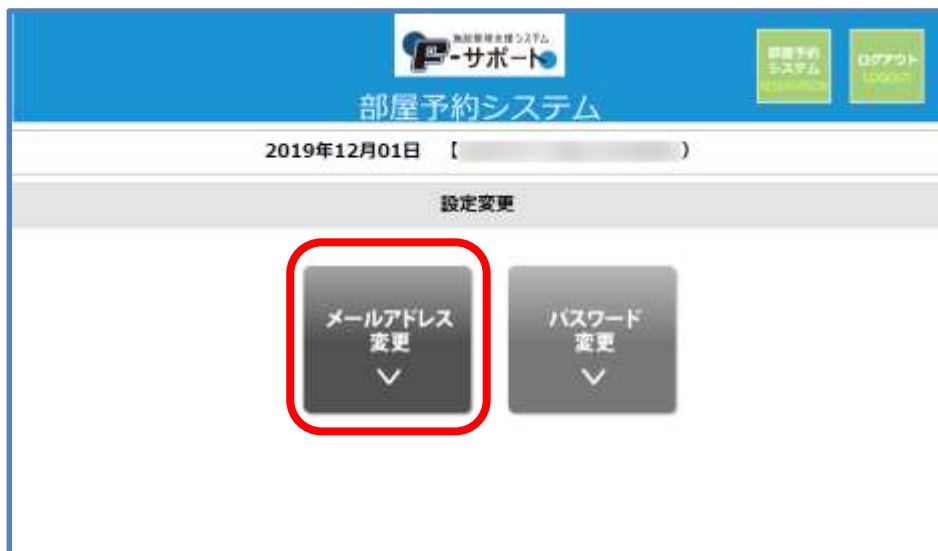 施設管理支援システム
F-サポート
部屋予約
システム
RESERVATION
ログアウト
LOGOUT
部屋予約システム
2019年12月01日 【 )
設定変更
メールアドレス
変更
パスワード
変更